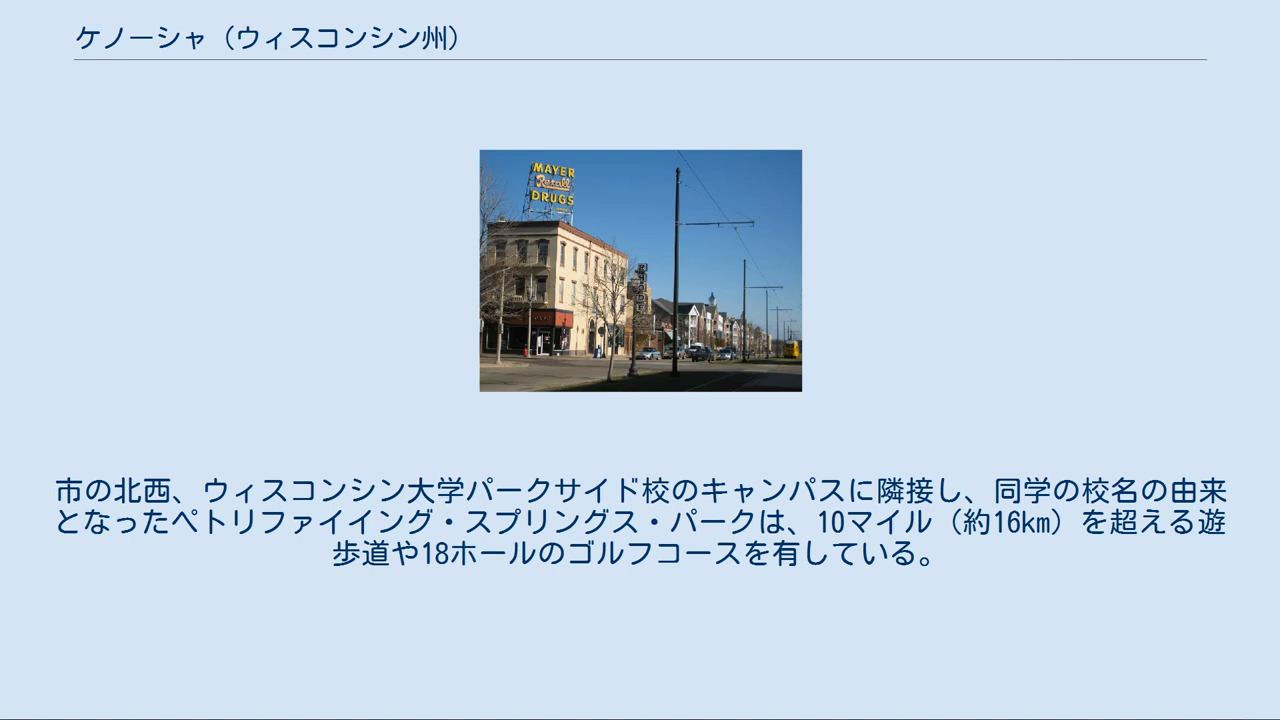 ケノーシャ（ウィスコンシン州）
MAYER
Rexall
DRUGS
市の北西、ウィスコンシン大学パークサイド校のキャンパスに隣接し、同学の校名の由来
となったペトリファイイング・スプリングス・パークは、10マイル（約16km）を超える遊
歩道や18ホールのゴルフコースを有している。